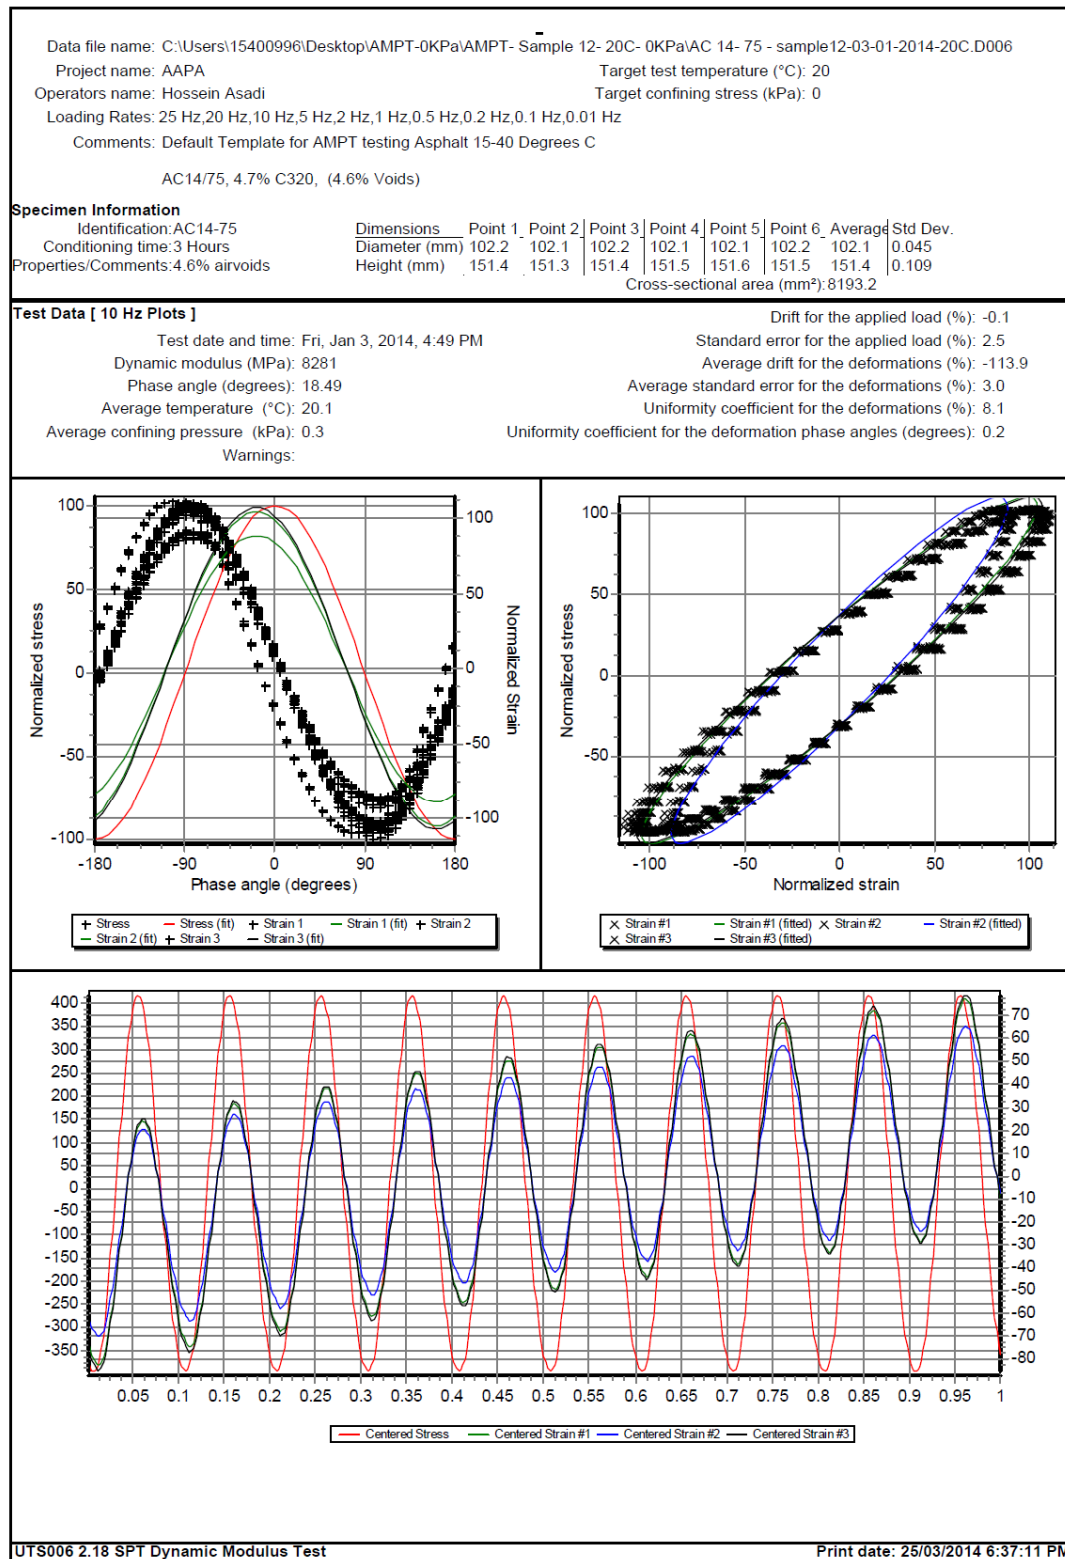 Data file name: C:\Users\15400996\Desktop\AMPT-0KPa\AMPT- Sample 12- 20C- 0KPa\AC 14- 75 - sample12-03-01-2014-20C.D006
Project name: AAPA Target test temperature (°C): 20
Operators name: Hossein Asadi Target confining stress (kPa): 0
Loading Rates: 25 Hz,20 Hz,10 Hz,5 Hz,2 Hz,1 Hz,0.5 Hz,0.2 Hz,0.1 Hz,0.01 Hz
Comments: Default Template for AMPT testing Asphalt 15-40 Degrees C
AC14/75, 4.7% C320, (4.6% Voids)
Specimen Information
Identification: AC14-75 Dimensions Point 1 Point 2 Point 3 Point 4 Point 5 Point 6 Average Std Dev.
Conditioning time: 3 Hours Diameter (mm) 102.2 102.1 102.2 102.1 102.1 102.2 102.1 0.045
Properties/Comments: 4.6% airvoids Height (mm) 151.4 151.3 151.4 151.5 151.6 151.5 151.4 0.109
Cross-sectional area (mm²): 8193.2
Test Data [ 10 Hz Plots ] Drift for the applied load (%): -0.1
Test date and time: Fri, Jan 3, 2014, 4:49 PM Standard error for the applied load (%): 2.5
Dynamic modulus (MPa): 8281 Average drift for the deformations (%): -113.9
Phase angle (degrees): 18.49 Average standard error for the deformations (%): 3.0
Average temperature (°C): 20.1 Uniformity coefficient for the deformations (%): 8.1
Average confining pressure (kPa): 0.3 Uniformity coefficient for the deformation phase angles (degrees): 0.2
Warnings:
100
50
0
-50
-100
Normalized stress
100
50
0
-50
-100
Normalized Strain
-180 -90 0 90 180
Phase angle (degrees)
Stress Stress (fit) Strain 1 Strain 1 (fit) Strain 2
Strain 2 (fit) Strain 3 Strain 3 (fit)
100
50
0
-50
Normalized stress
-100 -50 0 50 100
Normalized strain
Strain #1 Strain #1 (fitted) Strain #2 Strain #2 (fitted)
Strain #3 Strain #3 (fitted)
400
350
300
250
200
150
100
50
0
-50
-100
-150
-200
-250
-300
-350
70
60
50
40
30
20
10
0
-10
-20
-30
-40
-50
-60
-70
-80
0.05 0.1 0.15 0.2 0.25 0.3 0.35 0.4 0.45 0.5 0.55 0.6 0.65 0.7 0.75 0.8 0.85 0.9 0.95 1
Centered Stress Centered Strain #1 Centered Strain #2 Centered Strain #3
UTS006 2.18 SPT Dynamic Modulus Test Print date: 25/03/2014 6:37:11 PM